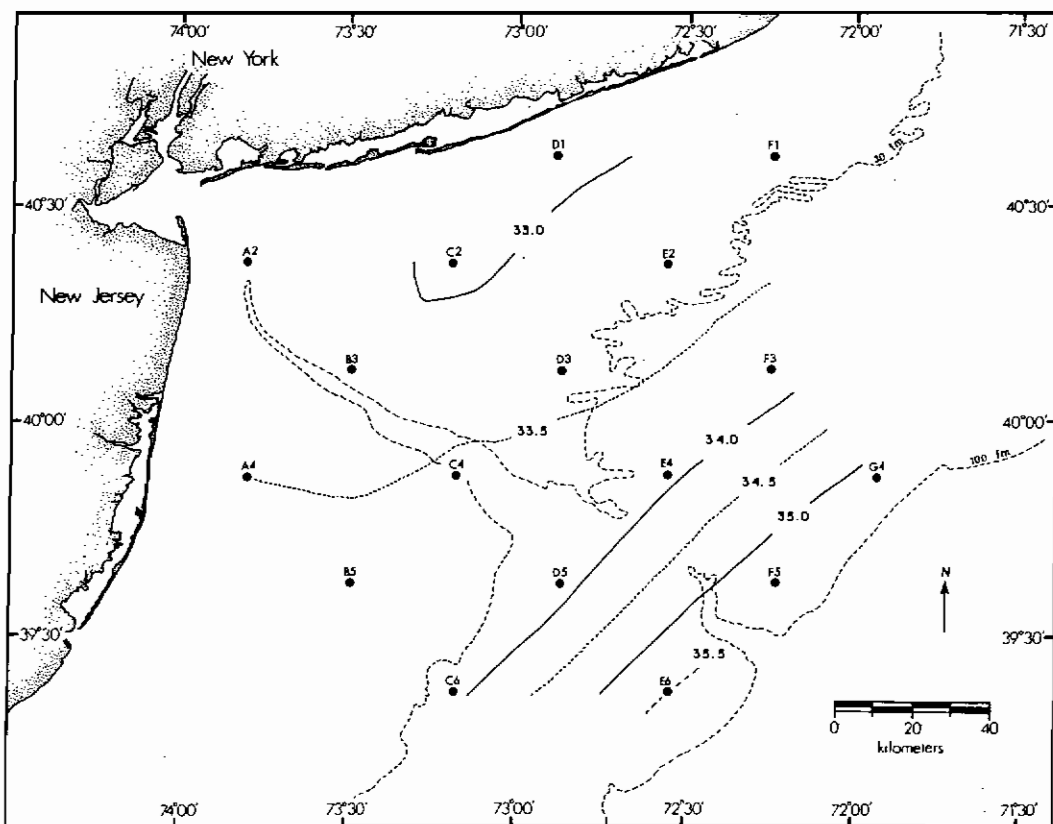 74°00' 73°30' 73°00' 72°30' 72°00' 71°30'
New York
D1 F1
30 fm
40°30' 40°30'
33.0
A2 C2 E2
New Jersey
B3 D3 F3
40°00' 33.5 34.0 40°00'
A4 C4 E4 G4 100 fm
34.5
35.0
B5 D5 F5 N
39°30' 39°30'
35.5
C6 E6
0 20 40
kilometers
74°00' 73°30' 73°00' 72°30' 72°00' 71°30'